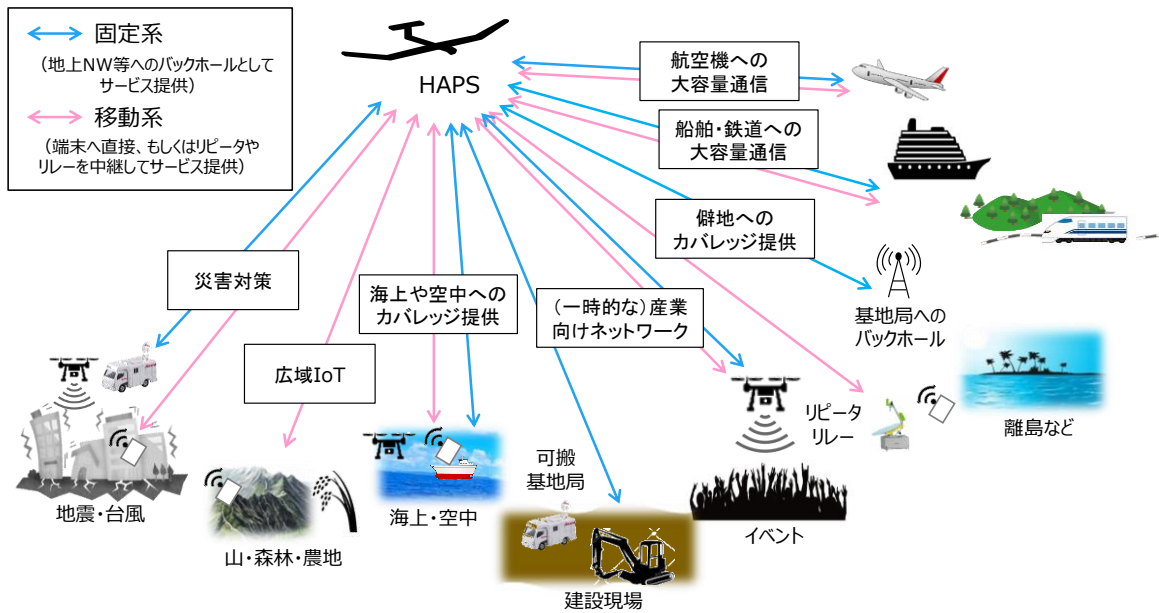 固定系
（地上NW等へのバックホールとして
サービス提供）
移動系
（端末へ直接、もしくはリピータや
リレーを中継してサービス提供）
HAPS
航空機への
大容量通信
船舶・鉄道への
大容量通信
僻地への
カバレッジ提供
災害対策
海上や空中への
カバレッジ提供
（一時的な）産業
向けネットワーク
広域IoT
基地局への
バックホール
リピータ
リレー
離島など
可搬
基地局
地震・台風
山・森林・農地
海上・空中
イベント
建設現場